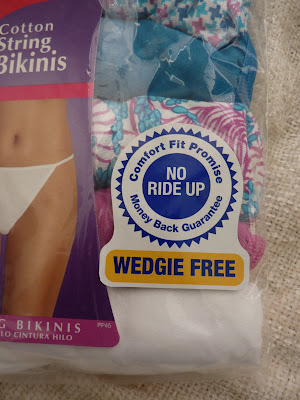 Cotton
String
Bikinis
Comfort Fit Promise
NO
RIDE UP
Money Back Guarantee
WEDGIE FREE
G BIKINIS
PP45
LO CINTURA HILO